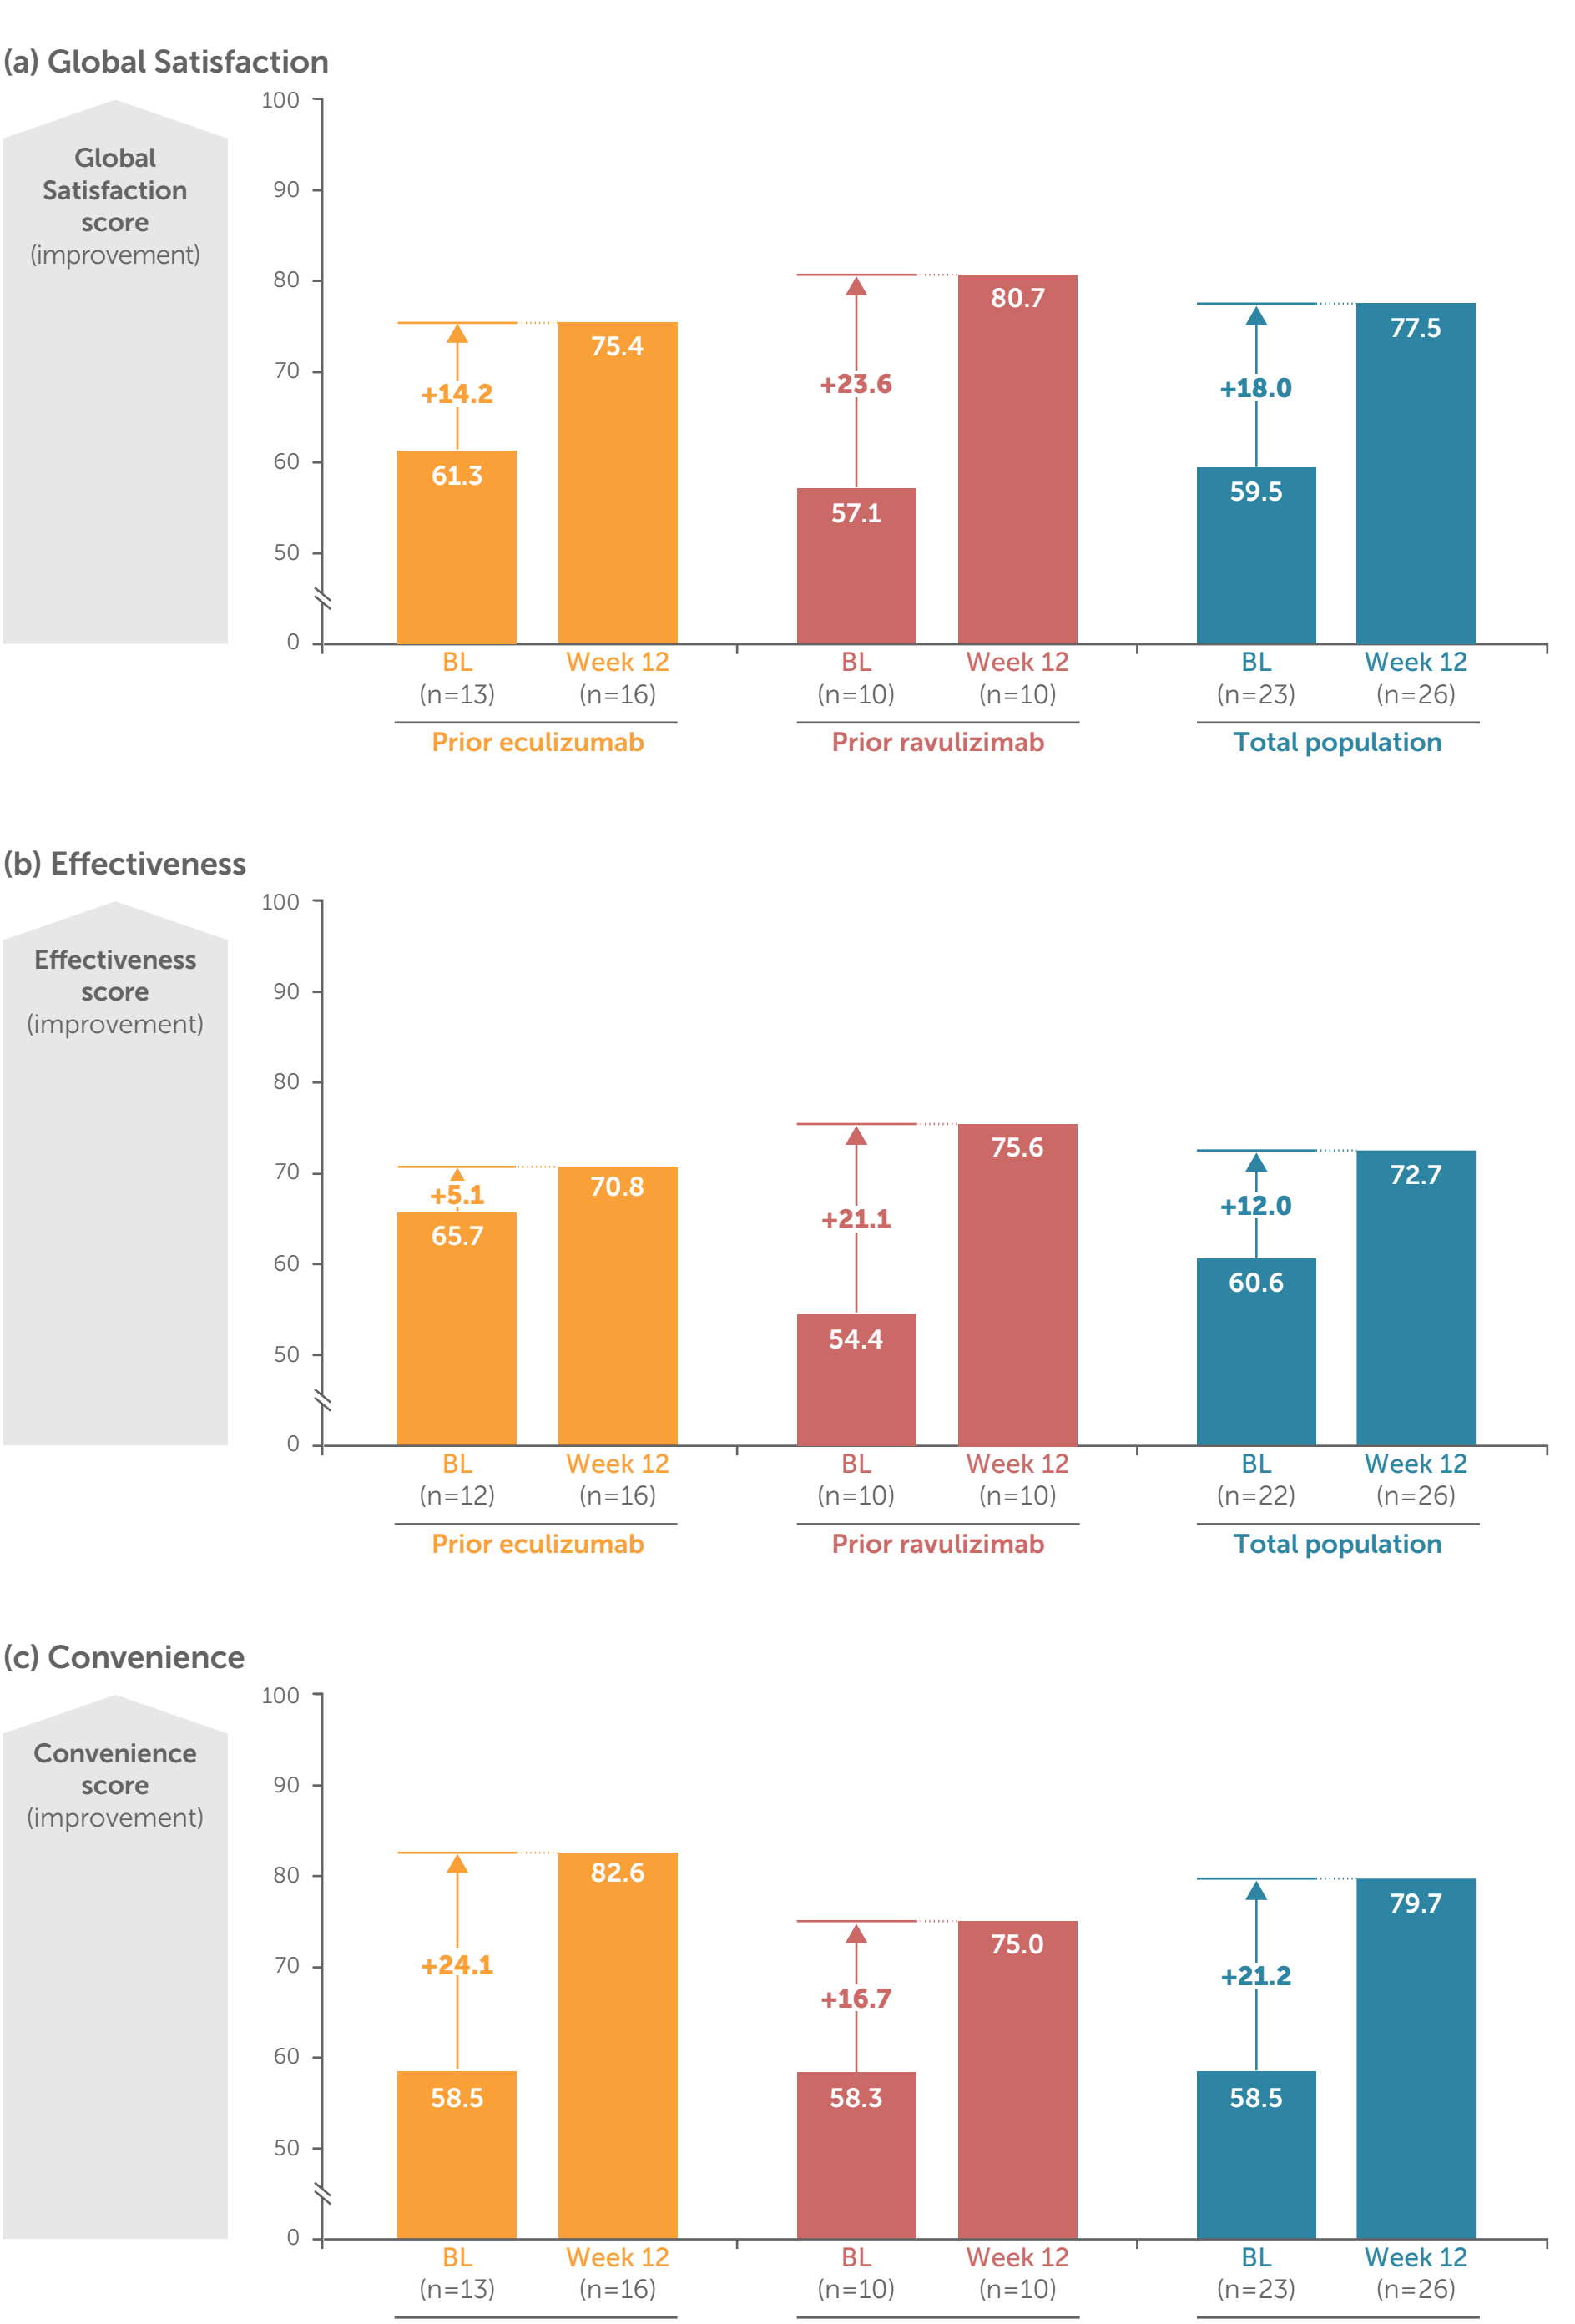 (a) Global Satisfaction
Global
Satisfaction
score
(improvement)
100
90
80
70
60
50
0
61.3
+14.2
75.4
57.1
+23.6
80.7
59.5
+18.0
77.5
BL Week 12 BL Week 12 BL Week 12
(n=13) (n=16) (n=10) (n=10) (n=23) (n=26)
Prior eculizumab Prior ravulizimab Total population
(b) Effectiveness
Effectiveness
score
(improvement)
100
90
80
70
60
50
0
65.7
+5.1
70.8
54.4
+21.1
75.6
60.6
+12.0
72.7
BL Week 12 BL Week 12 BL Week 12
(n=12) (n=16) (n=10) (n=10) (n=22) (n=26)
Prior eculizumab Prior ravulizimab Total population
(c) Convenience
Convenience
score
(improvement)
100
90
80
70
60
50
0
58.5
+24.1
82.6
58.3
+16.7
75.0
58.5
+21.2
79.7
BL Week 12 BL Week 12 BL Week 12
(n=13) (n=16) (n=10) (n=10) (n=23) (n=26)